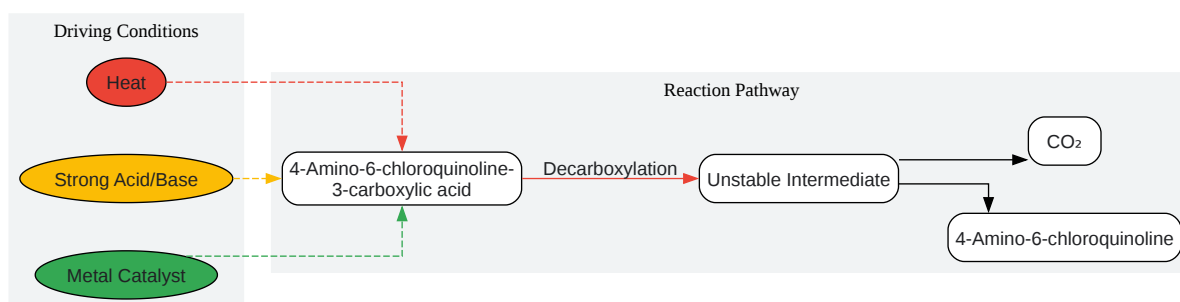 Driving Conditions
Heat
Reaction Pathway
CO₂
Strong Acid/Base
4-Amino-6-chloroquinoline-
3-carboxylic acid
Decarboxylation
Unstable Intermediate
4-Amino-6-chloroquinoline
Metal Catalyst